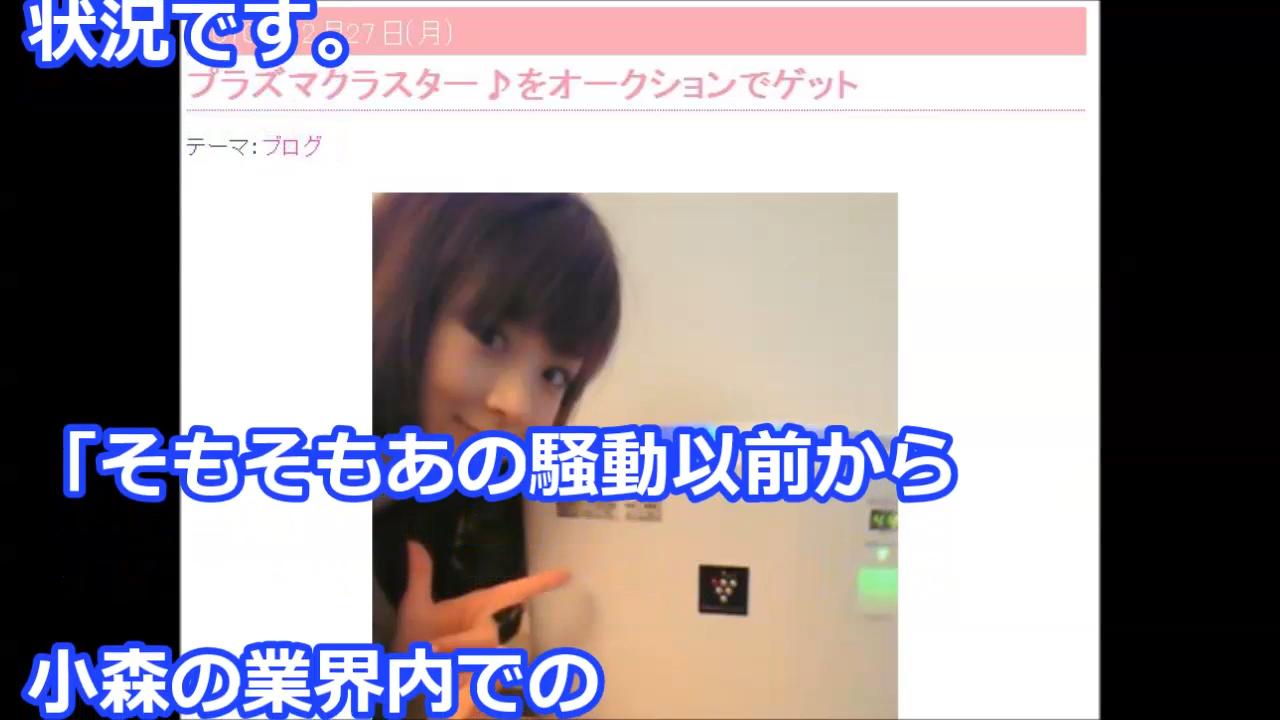 状況です。
月27日(月)
プラズマクラスター♪をオークションでゲット
テーマ:ブログ
「そもそもあの騒動以前から
小森の業界内での